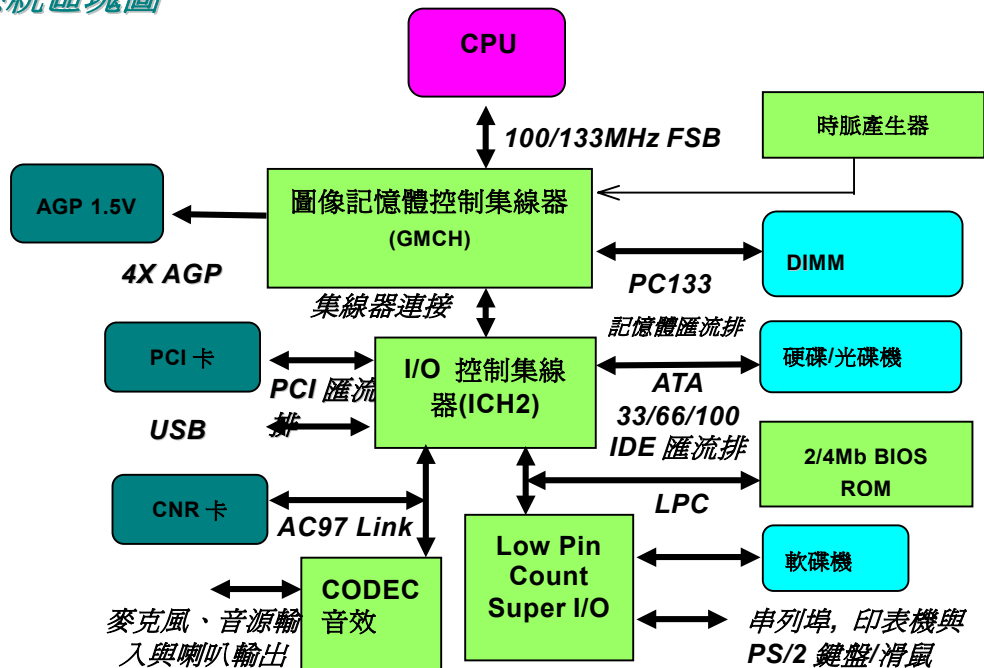 系統區塊圖
CPU
100/133MHz FSB
時脈產生器
AGP 1.5V
圖像記憶體控制集線器
(GMCH)
4X AGP
DIMM
PC133
記憶體匯流排
集線器連接
PCI 卡
PCI 匯流
排
I/O 控制集線
器(ICH2)
硬碟/光碟機
ATA
33/66/100
IDE 匯流排
USB
2/4Mb BIOS
ROM
LPC
CNR 卡
AC97 Link
Low Pin
Count
Super I/O
軟碟機
CODEC
音效
麥克風、音源輸
入與喇叭輸出
串列埠, 印表機與
PS/2 鍵盤/滑鼠